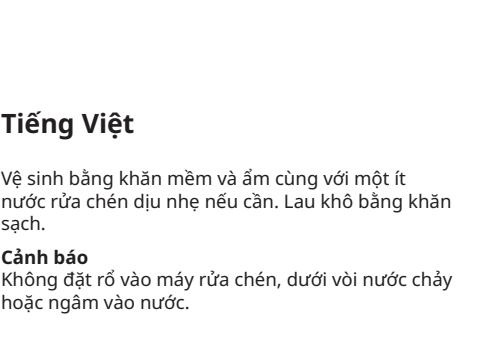 Tiếng Việt
Vệ sinh bằng khăn mềm và ẩm cùng với một ít
nước rửa chén dịu nhẹ nếu cần. Lau khô bằng khăn
sạch.
Cảnh báo
Không đặt rổ vào máy rửa chén, dưới vòi nước chảy
hoặc ngâm vào nước.